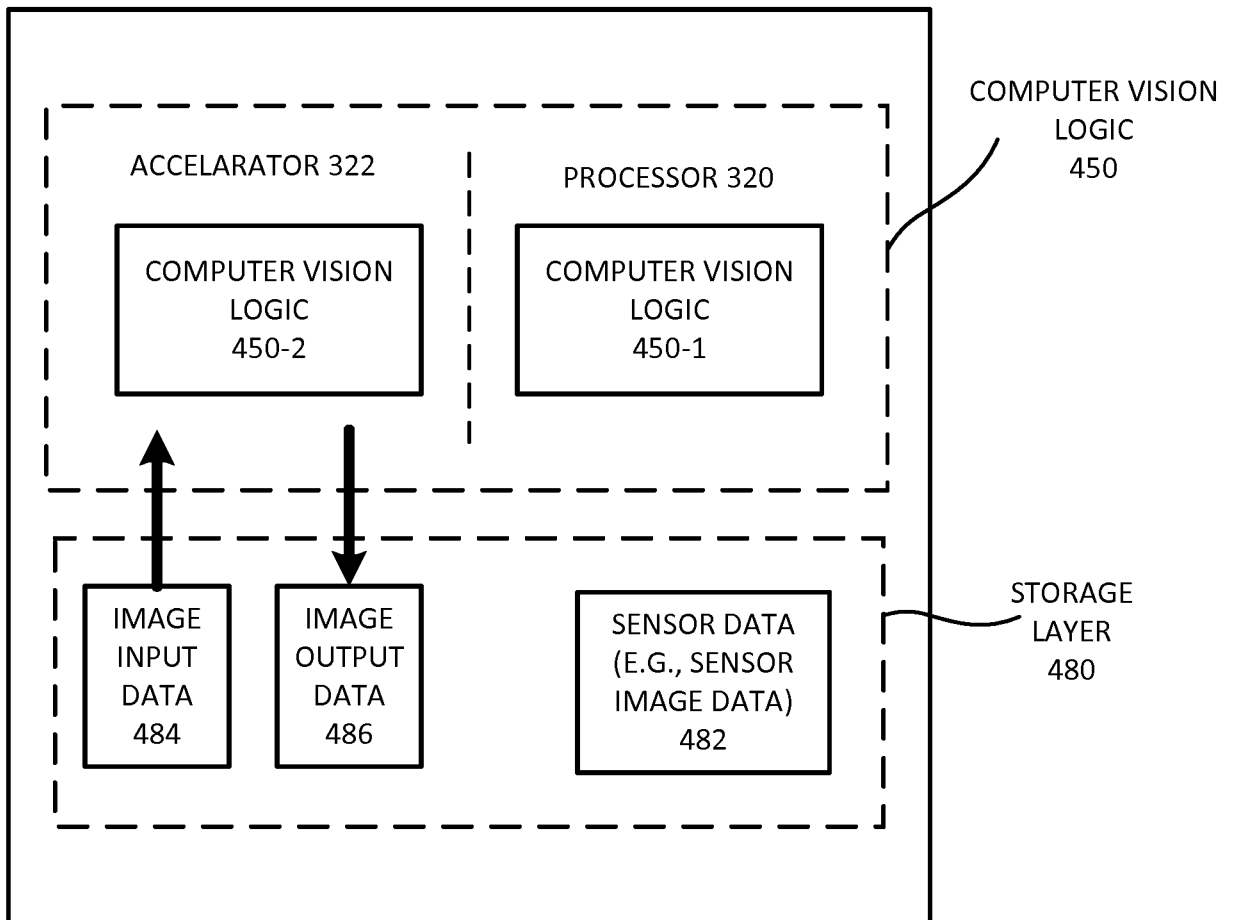 COMPUTER VISION
LOGIC
450
ACCELARATOR 322
PROCESSOR 320
COMPUTER VISION
LOGIC
450-2
COMPUTER VISION
LOGIC
450-1
IMAGE
INPUT
DATA
484
IMAGE
OUTPUT
DATA
486
SENSOR DATA
(E.G., SENSOR
IMAGE DATA)
482
STORAGE
LAYER
480